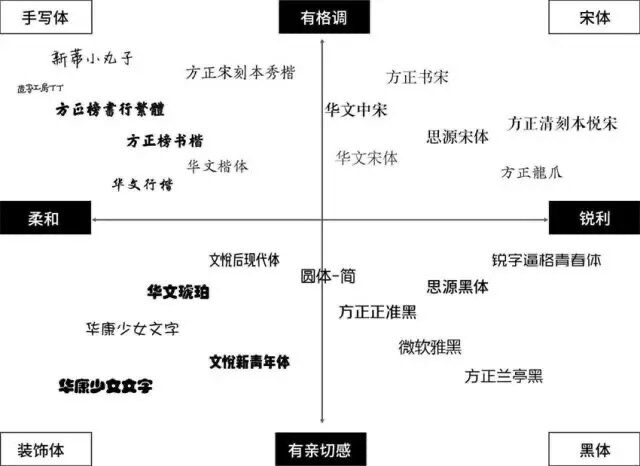 手写体
有格调
宋体
新蒂小丸子
方正宋刻本秀楷
方正书宋
造字工房丁丁
方正榜书行繁體
华文中宋
方正清刻本悦宋
方正榜书楷
思源宋体
华文楷体
华文宋体
方正龍爪
华文行楷
柔和
锐利
文悦后现代体
锐字逼格青春体
圆体-简
华文琥珀
思源黑体
方正正准黑
华康少女文字
微软雅黑
文悦新青年体
方正兰亭黑
华康少女文字
装饰体
有亲切感
黑体